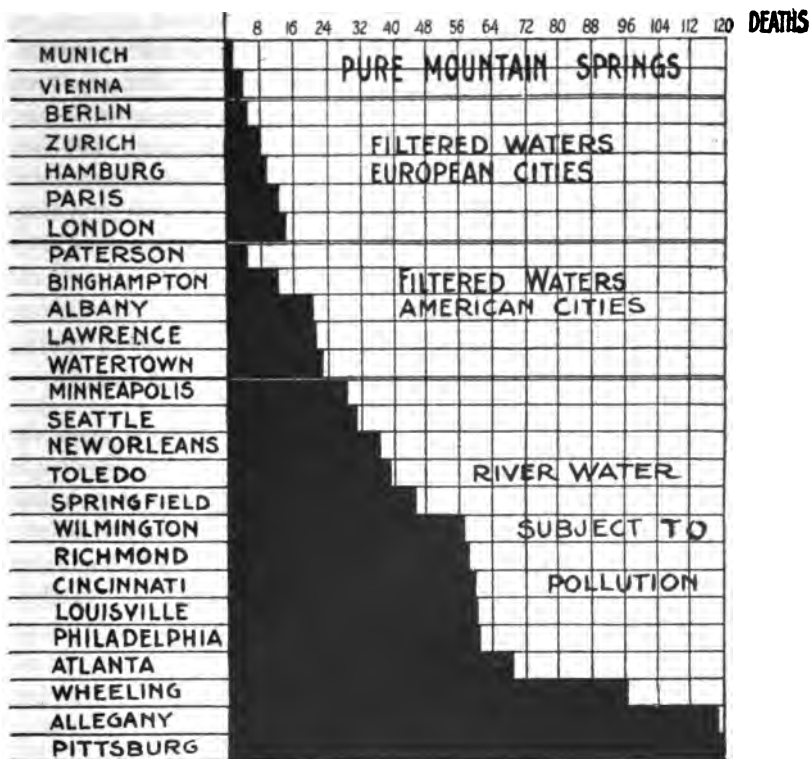 8 16 24 32 40 48 56 64 72 80 88 96 104 112 120 DEATHS
MUNICH
PURE MOUNTAIN SPRINGS
VIENNA
BERLIN
ZURICH
FILTERED WATERS
HAMBURG
EUROPEAN CITIES
PARIS
LONDON
PATERSON
BINGHAMPTON
FILTERED WATERS
ALBANY
AMERICAN CITIES
LAWRENCE
WATERTOWN
MINNEAPOLIS
SEATTLE
NEW ORLEANS
TOLEDO
RIVER WATER
SPRINGFIELD
WILMINGTON
SUBJECT TO
RICHMOND
CINCINNATI
POLLUTION
LOUISVILLE
PHILADELPHIA
ATLANTA
WHEELING
ALLEGANY
PITTSBURG